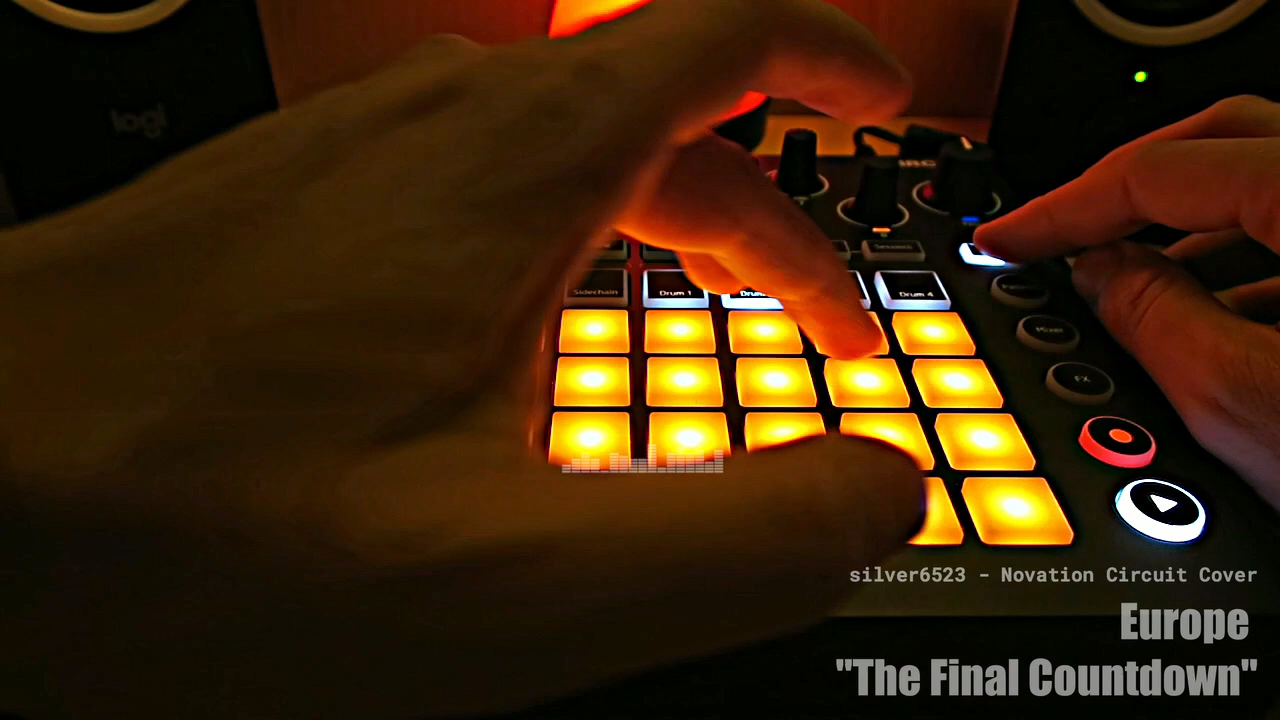 logi
Sidechain
Drum 1
Drum 4
Mixer
FX
silver6523 - Novation Circuit Cover
Europe
"The Final Countdown"